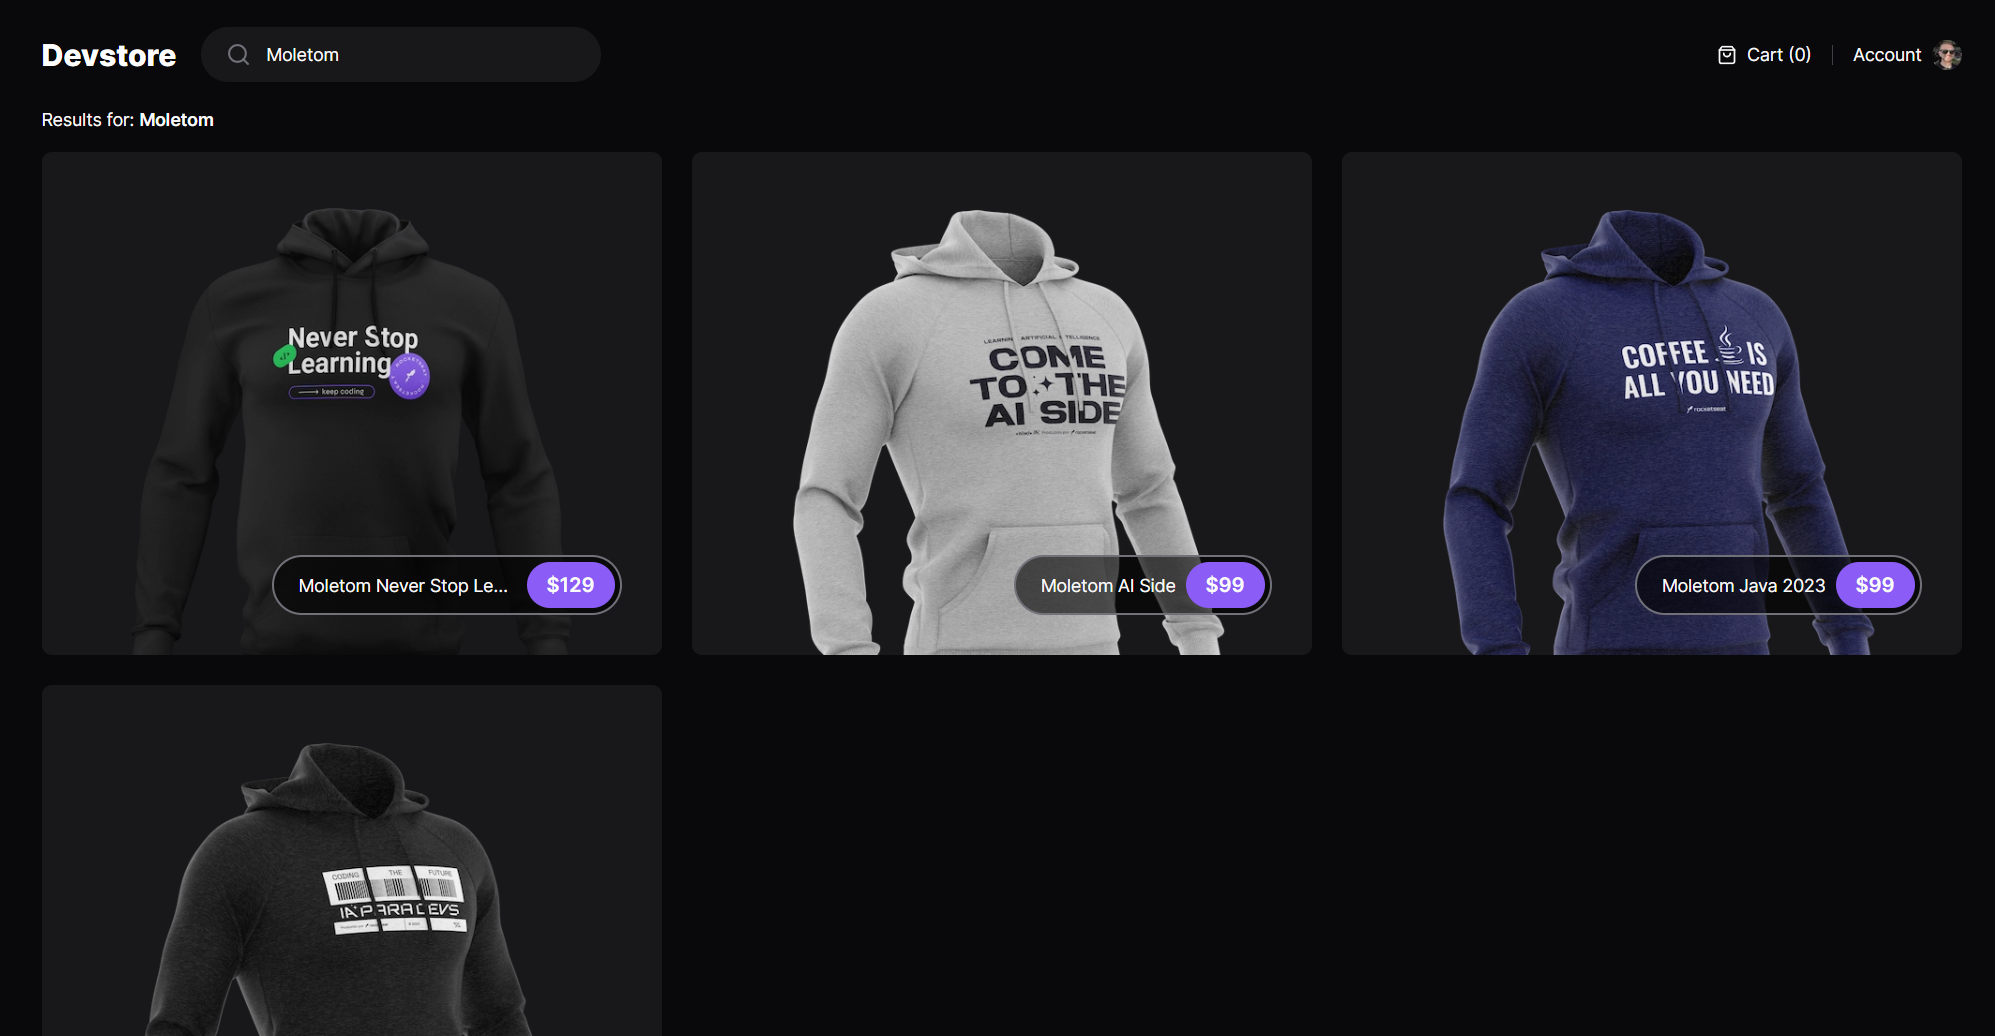 Devstore
Moletom
Cart (0)
Account
Results for: Moletom
Never Stop
Learning
keep coding
ROCKETSEAT
Moletom Never Stop Le...
$129
COME
TO THE
AI SIDE
rocketseat
Moletom AI Side
$99
COFFEE IS
ALL YOU NEED
rocketseat
Moletom Java 2023
$99
CODING THE FUTURE
IA PARA DEVS